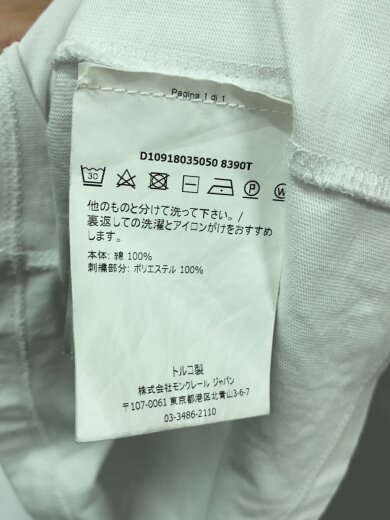 Pagina 1 di 1
D10918035050 8390T
30 P W
他のものと分けて洗って下さい。/
裏返しての洗濯とアイロンがけをおすすめ
します。
本体: 綿 100%
刺繍部分: ポリエステル 100%
トルコ製
株式会社モンクレール ジャパン
〒107-0061 東京都港区北青山3-6-7
03-3486-2110